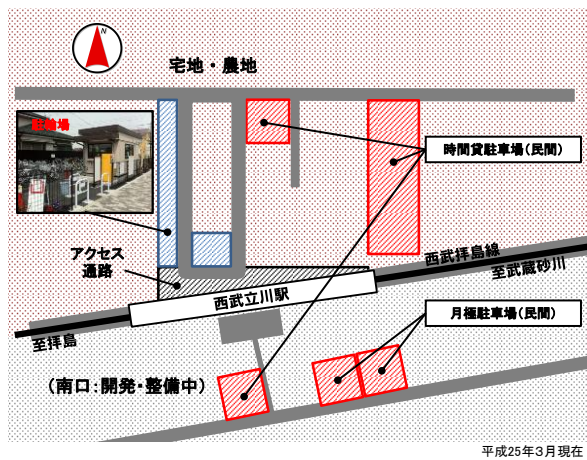 N
宅地・農地
駐輪場
時間貸駐車場(民間)
アクセス
通路
西武拝島線
至武蔵砂川
西武立川駅
月極駐車場(民間)
至拝島
(南口:開発・整備中)
平成25年3月現在